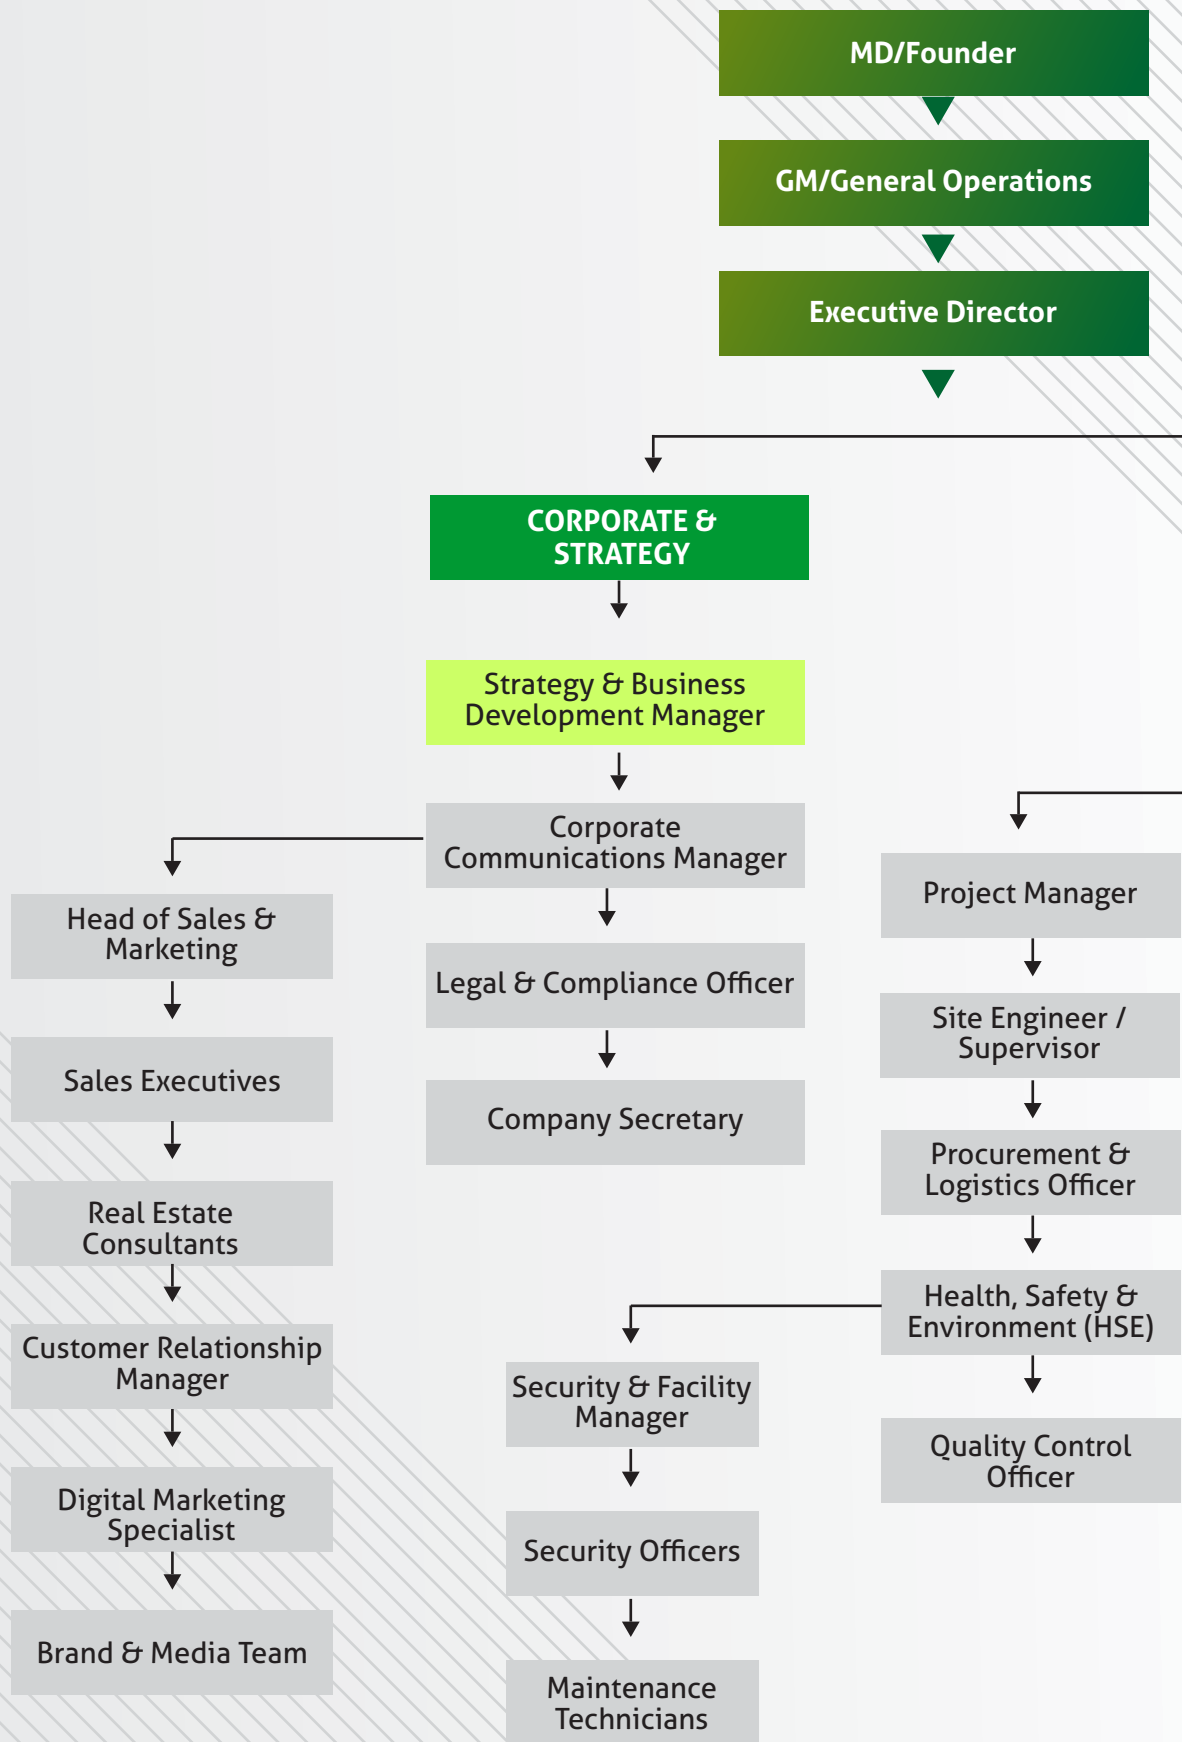 MD/Founder
GM/General Operations
Executive Director
CORPORATE &
STRATEGY
Strategy & Business
Development Manager
Corporate
Communications Manager
Legal & Compliance Officer
Company Secretary
Head of Sales &
Marketing
Sales Executives
Real Estate
Consultants
Customer Relationship
Manager
Digital Marketing
Specialist
Brand & Media Team
Project Manager
Site Engineer /
Supervisor
Procurement &
Logistics Officer
Health, Safety &
Environment (HSE)
Quality Control
Officer
Security & Facility
Manager
Security Officers
Maintenance
Technicians